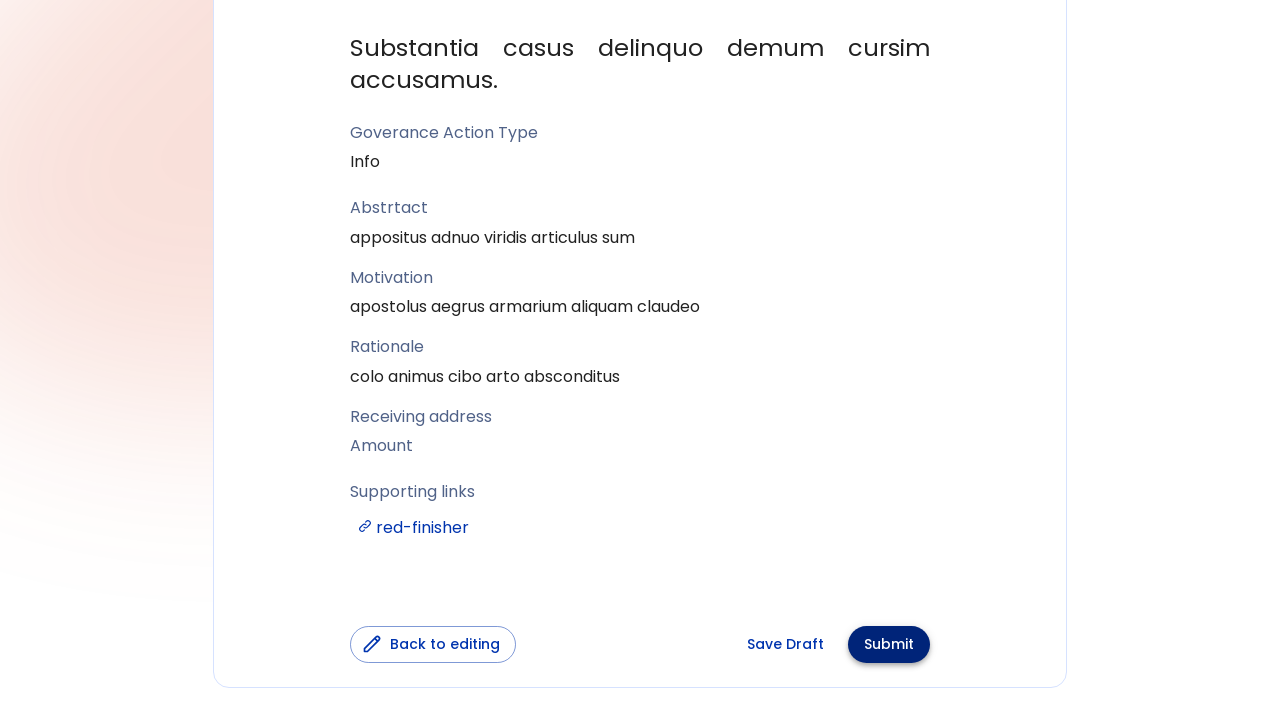 Substantia casus delinquo demum cursim
accusamus.
Goverance Action Type
Info
Abstrtact
appositus adnuo viridis articulus sum
Motivation
apostolus aegrus armarium aliquam claudeo
Rationale
colo animus cibo arto absconditus
Receiving address
Amount
Supporting links
red-finisher
Back to editing
Save Draft
Submit